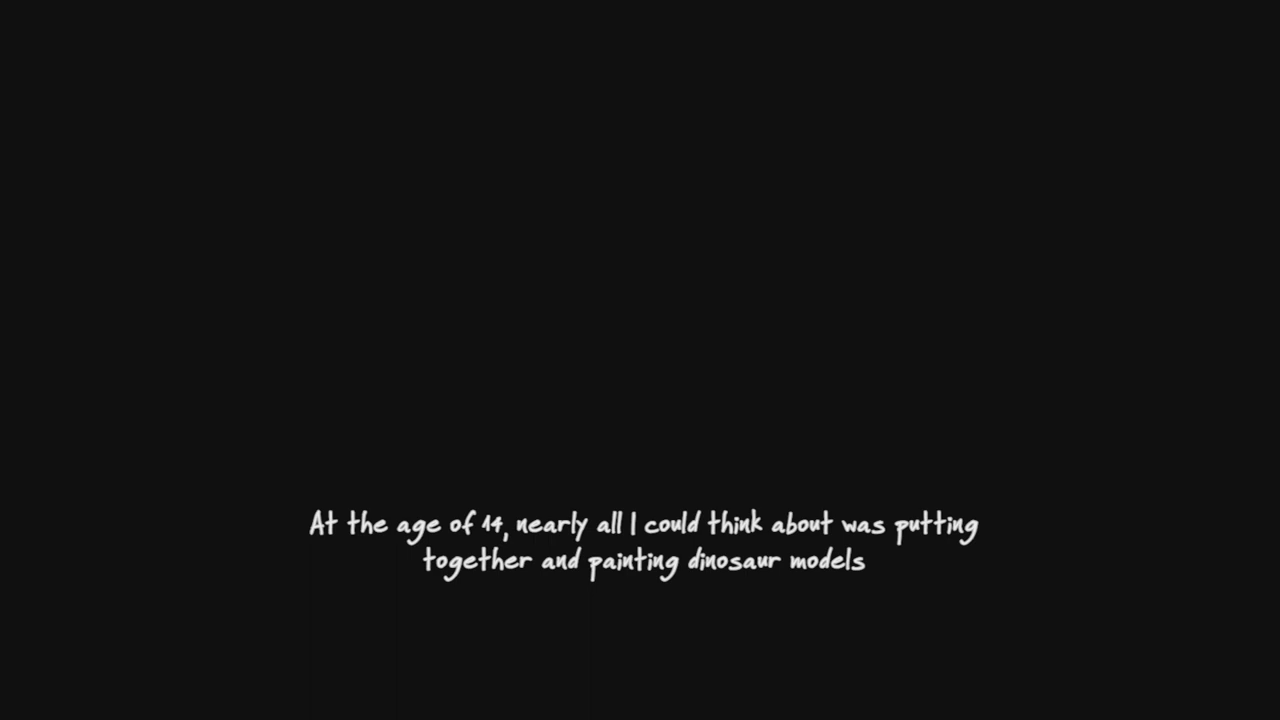 At the age of 14, nearly all I could think about was putting
together and painting dinosaur models